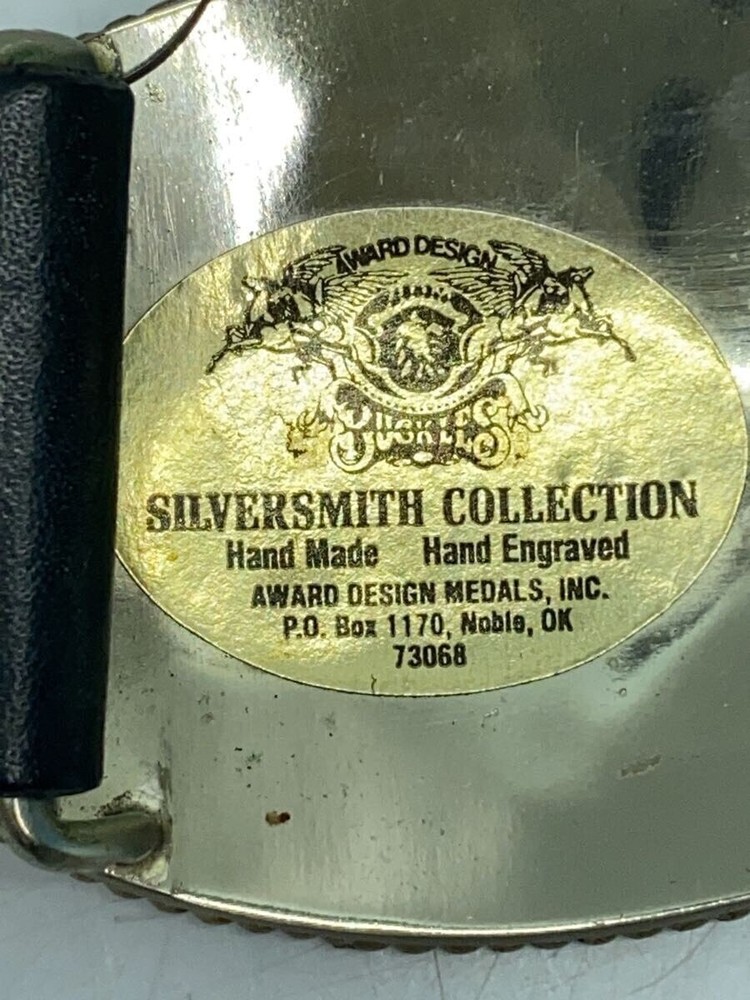 AWARD DESIGN
BUCKLES
SILVERSMITH COLLECTION
Hand Made Hand Engraved
AWARD DESIGN MEDALS, INC.
P.O. Box 1170, Noble, OK
73068